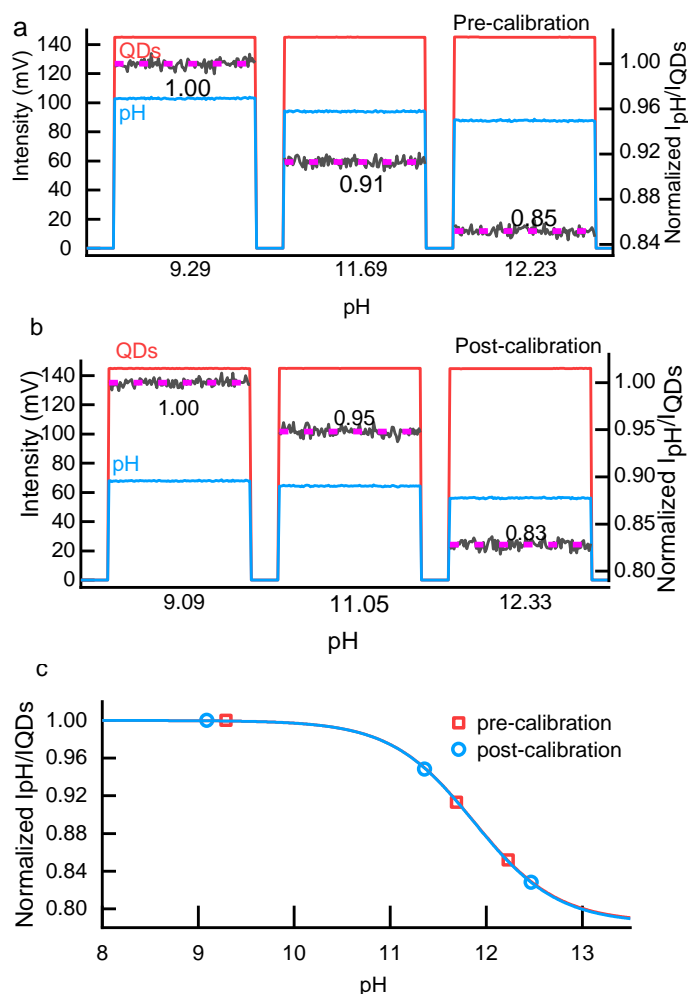 a
Pre-calibration
140
120
100
80
60
40
20
0
Intensity (mV)
QDs
1.00
pH
0.91
0.85
1.00
0.96
0.92
0.88
0.84
Normalized IpH/IQDs
9.29 11.69 12.23
pH
b
QDs
Post-calibration
140
120
100
80
60
40
20
0
Intensity (mV)
1.00
pH
0.95
0.83
1.00
0.95
0.90
0.85
0.80
Normalized IpH/IQDs
9.09 11.05 12.33
pH
c
1.00
0.96
0.92
0.88
0.84
0.80
Normalized IpH/IQDs
pre-calibration
post-calibration
8 9 10 11 12 13
pH